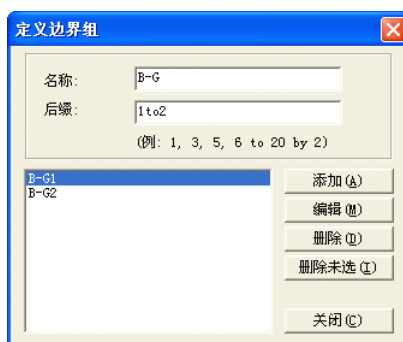 定义边界组
名称: B-G
后缀: 1to2
(例: 1, 3, 5, 6 to 20 by 2)
B-G1
B-G2
添加(A)
编辑(M)
删除(D)
删除未选(I)
关闭(C)